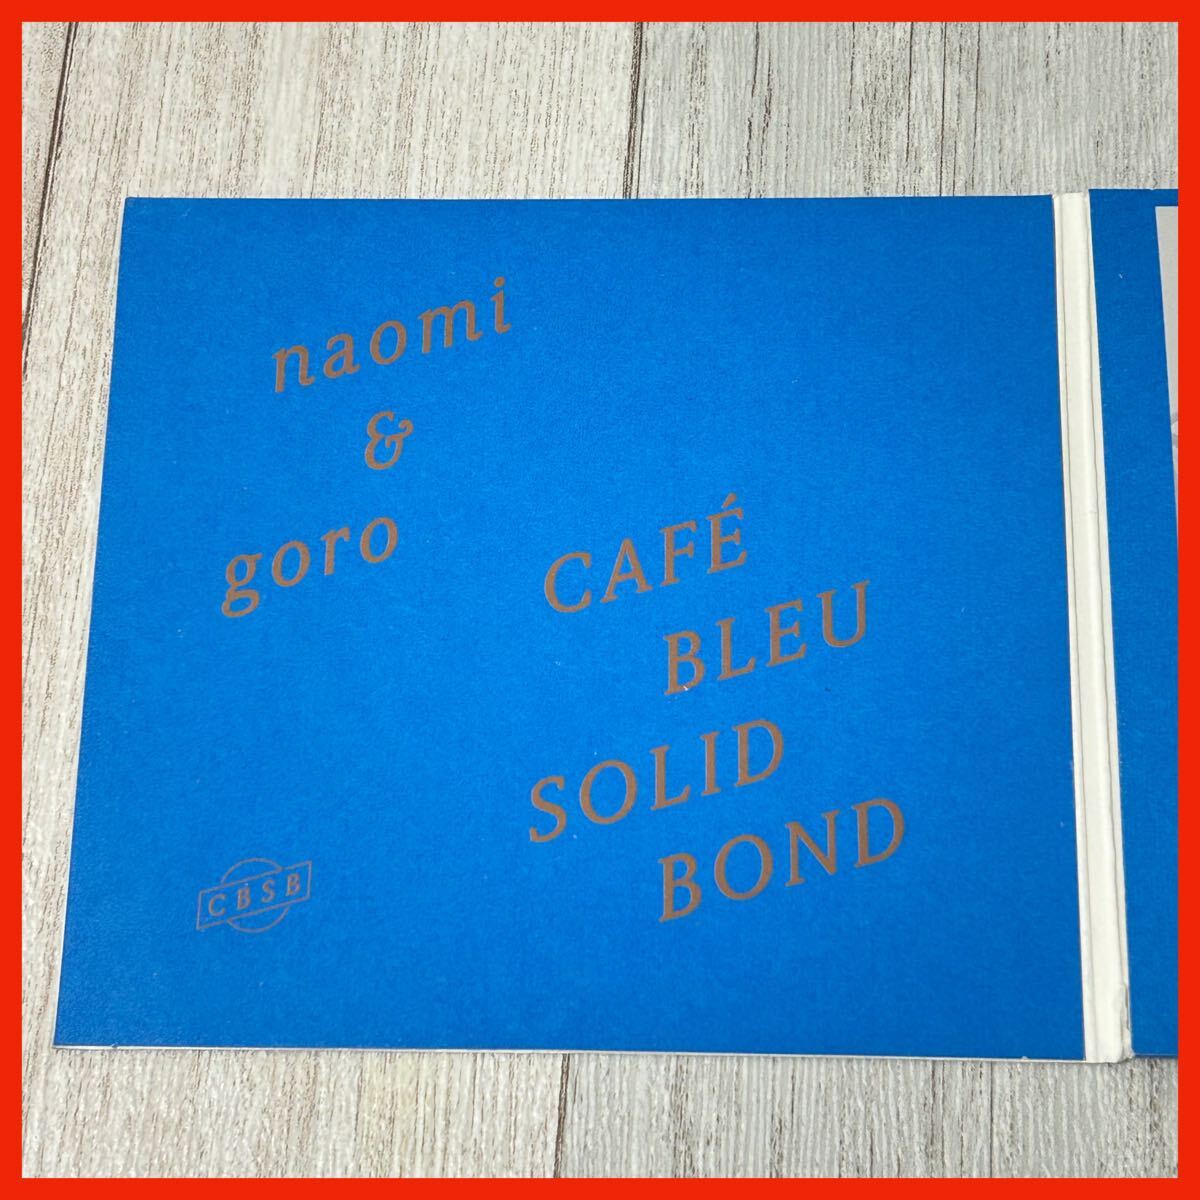 naomi
&
goro
CAFÉ
BLEU
SOLID
BOND
CBSB